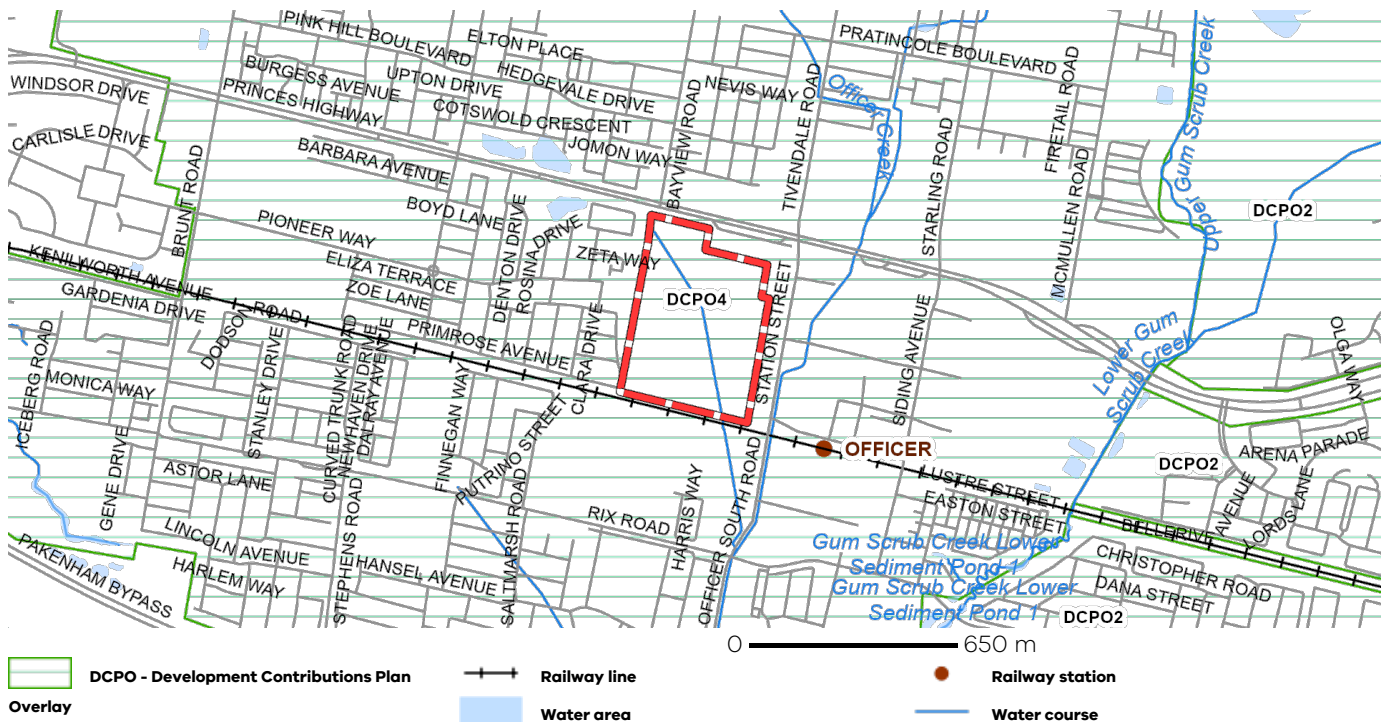 PINK HILL BOULEVARD
ELTON PLACE
PRATINCOLE BOULEVARD
BURGESS AVENUE
UPTON DRIVE
HEDGEVALE DRIVE
NEVIS WAY
WINDSOR DRIVE
PRINCES HIGHWAY
COTSWOLD CRESCENT
BAYVIEW ROAD
TIVENDALE ROAD
Officer Creek
FIRETAIL ROAD
Upper Gum Scrub Creek
CARLISLE DRIVE
BARBARA AVENUE
JOMON WAY
STARLING ROAD
BRUNT ROAD
PIONEER WAY
BOYD LANE
DENTON DRIVE
ROSINA DRIVE
MCMULLEN ROAD
DCPO2
KENILWORTH AVENUE
ELIZA TERRACE
ZETA WAY
GARDENIA DRIVE
ROAD
ZOE LANE
DCPO4
STATION STREET
DODSON
PRIMROSE AVENUE
CLARA DRIVE
SIDING AVENUE
Lower Gum
Scrub Creek
OLGA WAY
ICEBERG ROAD
MONICA WAY
STANLEY DRIVE
CURVED TRUNK ROAD
NEWHAVEN DRIVE
DALRAY AVENUE
FINNEGAN WAY
PUTRINO STREET
OFFICER
ARENA PARADE
DCPO2
GENE DRIVE
ASTOR LANE
LUSTRE STREET
EASTON STREET
AVENUE
LORDS LANE
STEPHENS ROAD
SALTMARSH ROAD
RIX ROAD
HARRIS WAY
OFFICER SOUTH ROAD
BELLERIVE
LINCOLN AVENUE
Gum Scrub Creek Lower
Sediment Pond 1
PAKENHAM BYPASS
HARLEM WAY
HANSEL AVENUE
Gum Scrub Creek Lower
Sediment Pond 1
CHRISTOPHER ROAD
DANA STREET
DCPO2
0 650 m
DCPO - Development Contributions Plan
Overlay
Railway line
Railway station
Water area
Water course